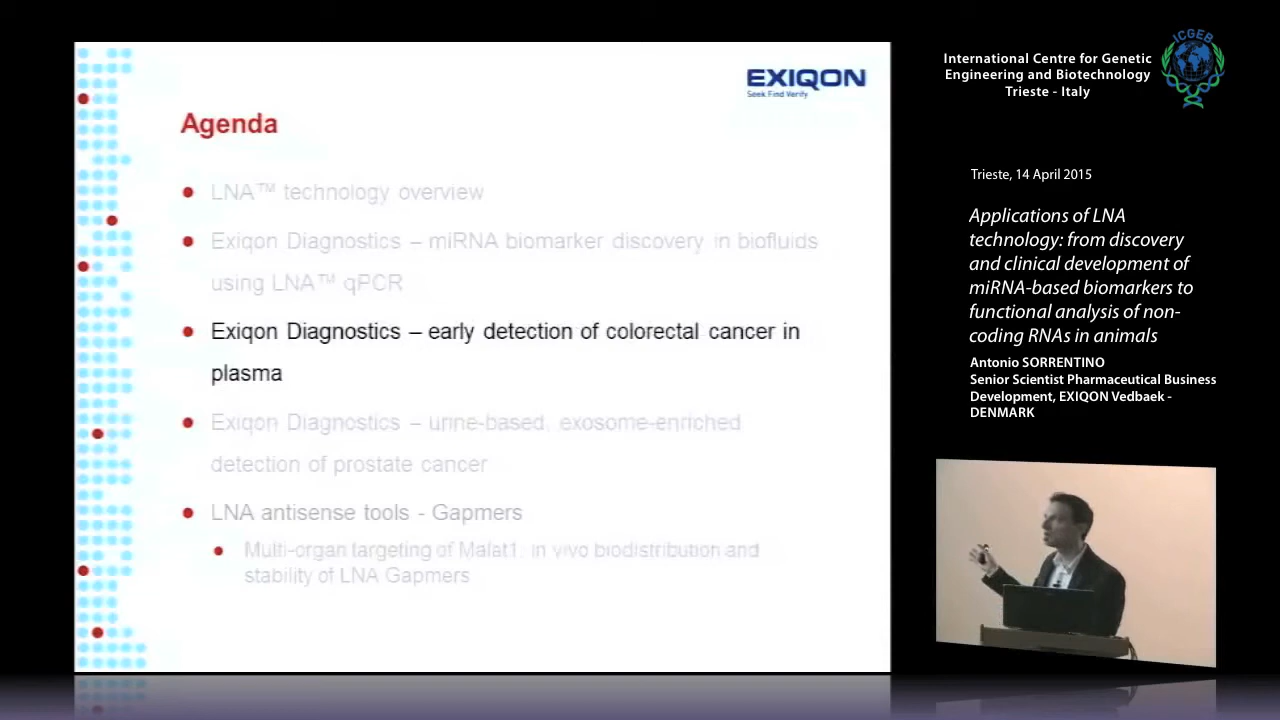 EXIQON
Seek Find Verify
Agenda
LNA™ technology overview
Exiqon Diagnostics – miRNA biomarker discovery in biofluids
using LNA™ qPCR
Exiqon Diagnostics – early detection of colorectal cancer in
plasma
Exiqon Diagnostics – urine-based, exosome-enriched
detection of prostate cancer
LNA antisense tools - Gapmers
Multi-organ targeting of Malat1, in vivo biodistribution and
stability of LNA Gapmers
International Centre for Genetic
Engineering and Biotechnology
Trieste - Italy
ICGEB
Trieste, 14 April 2015
Applications of LNA
technology: from discovery
and clinical development of
miRNA-based biomarkers to
functional analysis of non-
coding RNAs in animals
Antonio SORRENTINO
Senior Scientist Pharmaceutical Business
Development, EXIQON Vedbaek -
DENMARK